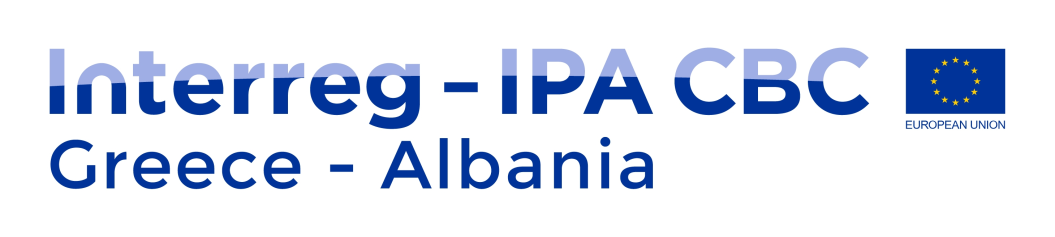 Interreg - IPA CBC
EUROPEAN UNION
Greece - Albania